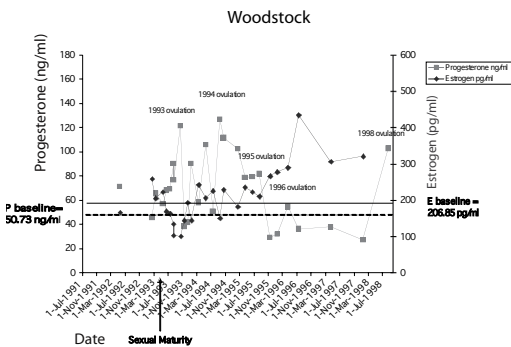 Woodstock
Progesterone ng/ml
Estrogen pg/ml
Progesterone (ng/ml)
180
160
140
120
100
80
60
40
20
0
Estrogen (pg/ml)
600
500
400
300
200
100
0
1993 ovulation
1994 ovulation
1995 ovulation
1996 ovulation
1998 ovulation
P baseline=
50.73 ng/ml
E baseline =
206.85 pg/ml
1-Jul-1991
1-Nov-1991
1-Mar-1992
1-Jul-1992
1-Nov-1992
1-Mar-1993
1-Jul-1993
1-Nov-1993
1-Mar-1994
1-Jul-1994
1-Nov-1994
1-Mar-1995
1-Jul-1995
1-Nov-1995
1-Mar-1996
1-Jul-1996
1-Nov-1996
1-Mar-1997
1-Jul-1997
1-Nov-1997
1-Mar-1998
1-Jul-1998
Date
Sexual Maturity